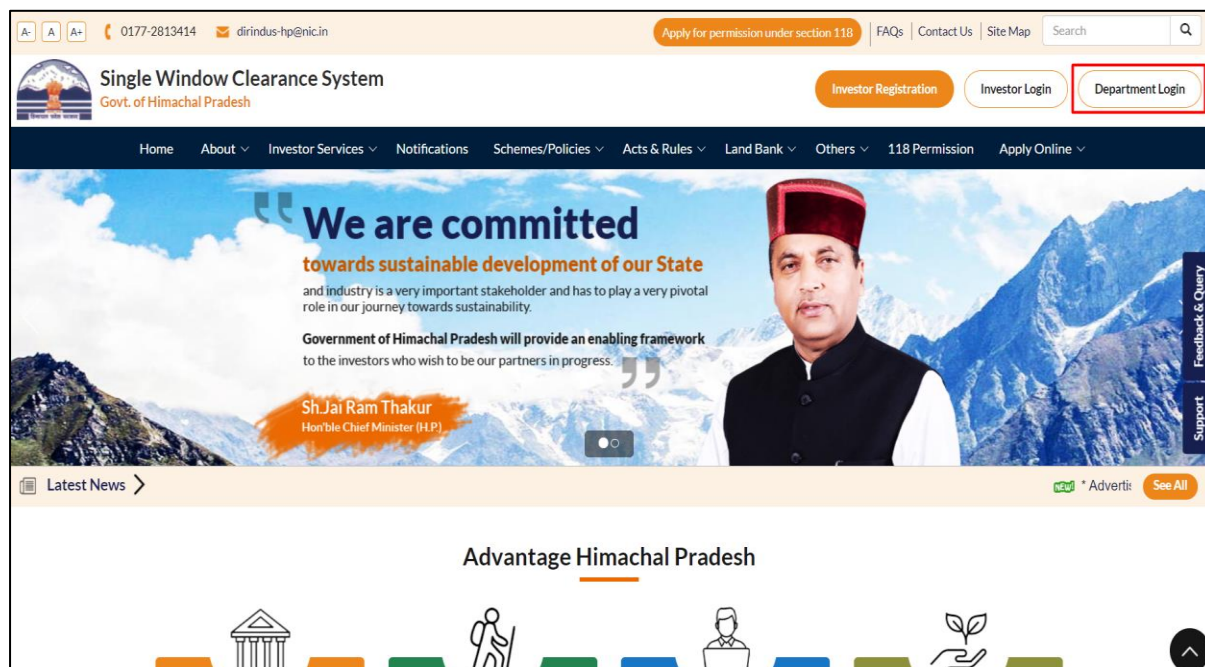 A- A A+ 0177-2813414 dirindus-hp@nic.in Apply for permission under section 118 FAQs Contact Us Site Map Search
Single Window Clearance System
Govt. of Himachal Pradesh
Investor Registration Investor Login Department Login
Home About Investor Services Notifications Schemes/Policies Acts & Rules Land Bank Others 118 Permission Apply Online
We are committed
towards sustainable development of our State
and industry is a very important stakeholder and has to play a very pivotal
role in our journey towards sustainability.
Government of Himachal Pradesh will provide an enabling framework
to the investors who wish to be our partners in progress.
Sh.Jai Ram Thakur
Hon'ble Chief Minister (H.P.)
Feedback & Query
Support
Latest News NEW! * Adverti See All
Advantage Himachal Pradesh